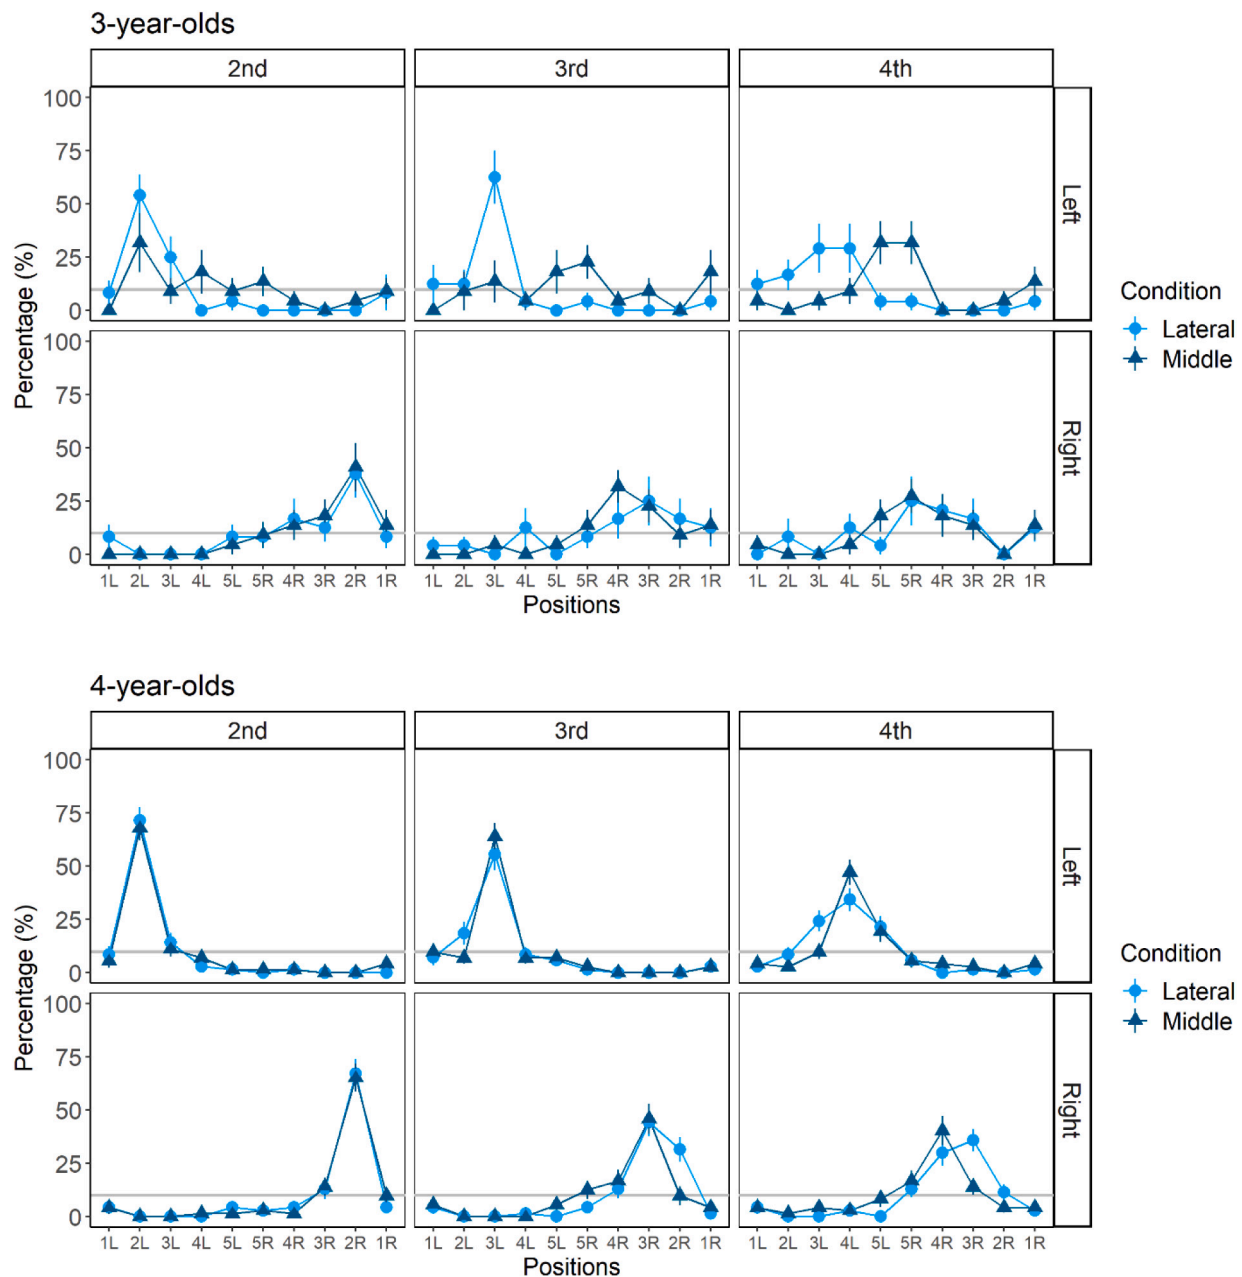 3-year-olds
2nd 3rd 4th
Percentage (%)
100
75
50
25
0
Left
100
75
50
25
0
Right
1L 2L 3L 4L 5L 5R 4R 3R 2R 1R 1L 2L 3L 4L 5L 5R 4R 3R 2R 1R 1L 2L 3L 4L 5L 5R 4R 3R 2R 1R
Positions
Condition
Lateral
Middle
4-year-olds
2nd 3rd 4th
Percentage (%)
100
75
50
25
0
Left
100
75
50
25
0
Right
1L 2L 3L 4L 5L 5R 4R 3R 2R 1R 1L 2L 3L 4L 5L 5R 4R 3R 2R 1R 1L 2L 3L 4L 5L 5R 4R 3R 2R 1R
Positions
Condition
Lateral
Middle